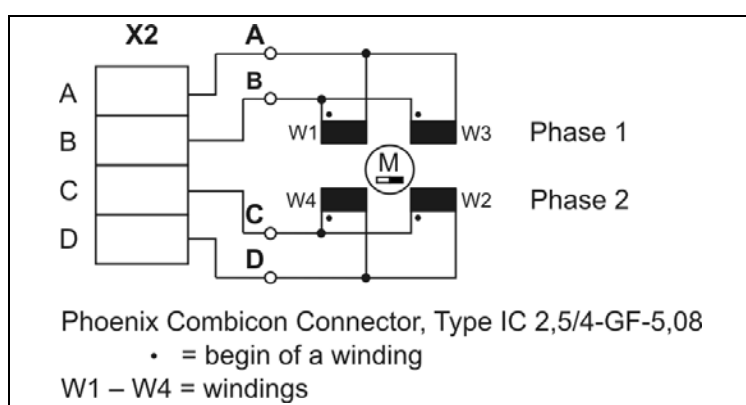 X2
A
B
C
D
A
B
C
D
W1
W3
Phase 1
M
W4
W2
Phase 2
Phoenix Combicon Connector, Type IC 2,5/4-GF-5,08
• = begin of a winding
W1 – W4 = windings